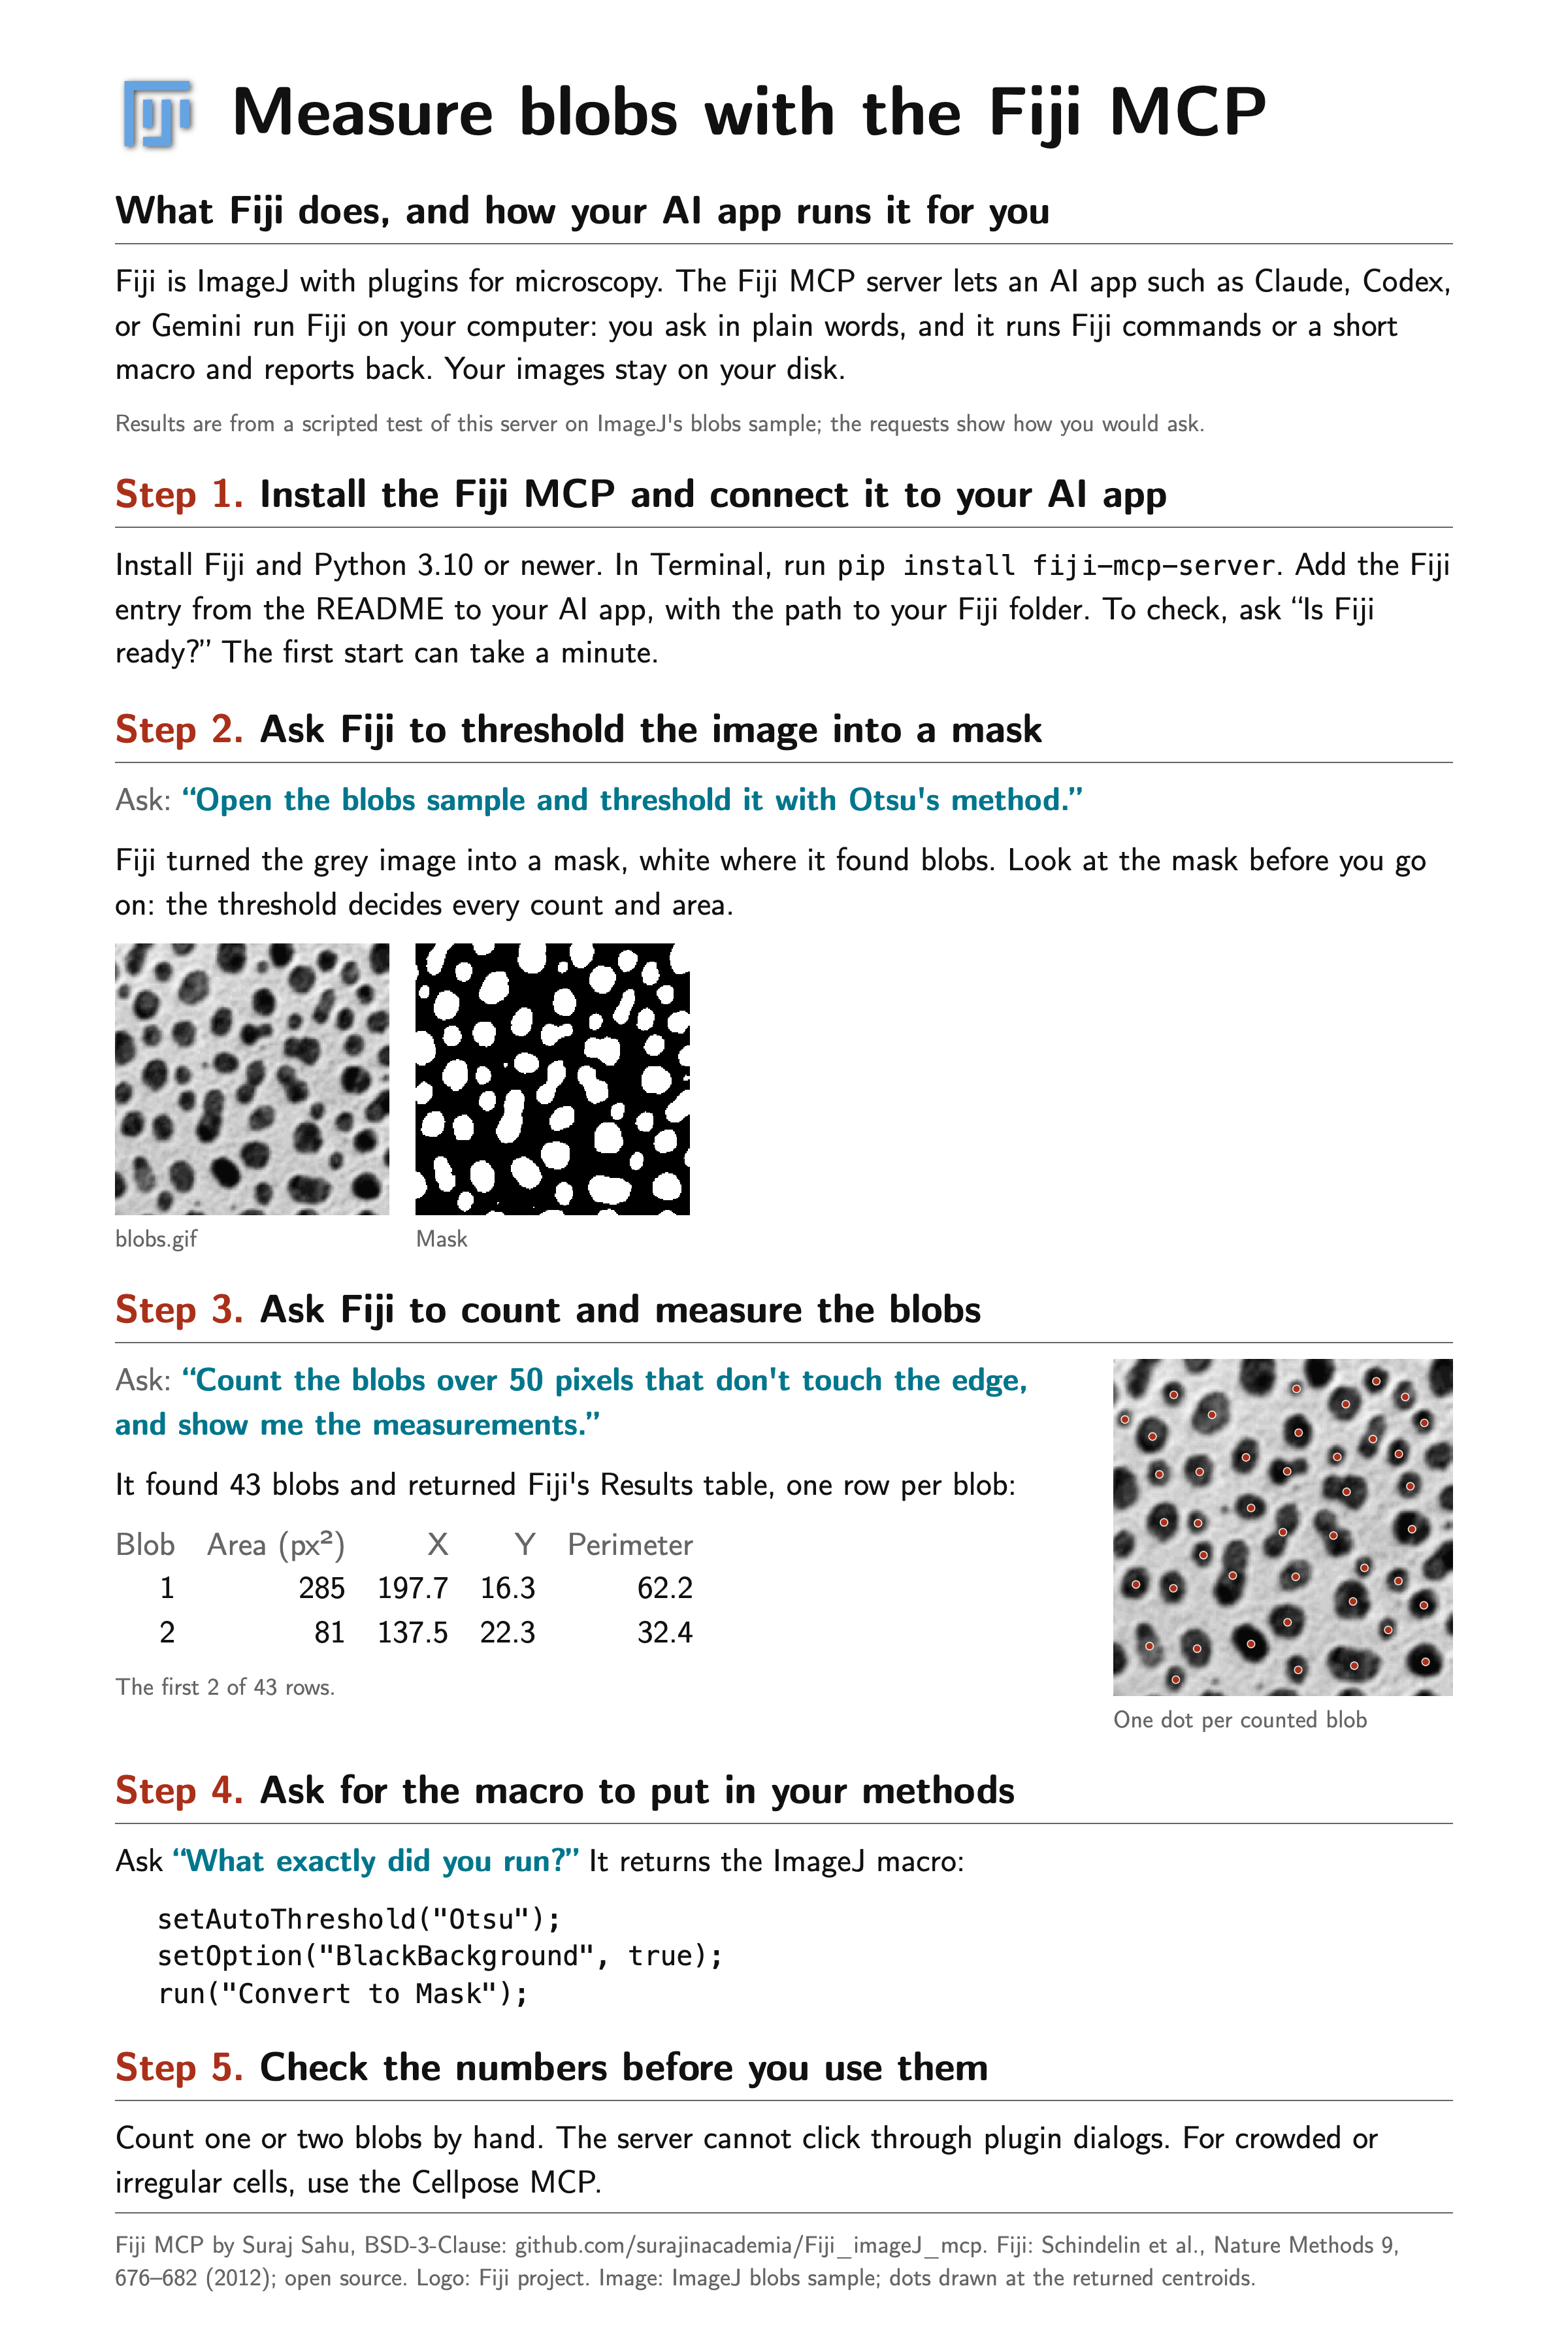 Fiji
Measure blobs with the Fiji MCP
What Fiji does, and how your AI app runs it for you
Fiji is ImageJ with plugins for microscopy. The Fiji MCP server lets an AI app such as Claude, Codex,
or Gemini run Fiji on your computer: you ask in plain words, and it runs Fiji commands or a short
macro and reports back. Your images stay on your disk.
Results are from a scripted test of this server on ImageJ's blobs sample; the requests show how you would ask.
Step 1. Install the Fiji MCP and connect it to your AI app
Install Fiji and Python 3.10 or newer. In Terminal, run pip install fiji-mcp-server. Add the Fiji
entry from the README to your AI app, with the path to your Fiji folder. To check, ask “Is Fiji
ready?” The first start can take a minute.
Step 2. Ask Fiji to threshold the image into a mask
Ask: “Open the blobs sample and threshold it with Otsu's method.”
Fiji turned the grey image into a mask, white where it found blobs. Look at the mask before you go
on: the threshold decides every count and area.
blobs.gif Mask
Step 3. Ask Fiji to count and measure the blobs
Ask: “Count the blobs over 50 pixels that don't touch the edge,
and show me the measurements.”
It found 43 blobs and returned Fiji's Results table, one row per blob:
Blob Area (px²) X Y Perimeter
1 285 197.7 16.3 62.2
2 81 137.5 22.3 32.4
The first 2 of 43 rows.
One dot per counted blob
Step 4. Ask for the macro to put in your methods
Ask “What exactly did you run?” It returns the ImageJ macro:
setAutoThreshold("Otsu");
setOption("BlackBackground", true);
run("Convert to Mask");
Step 5. Check the numbers before you use them
Count one or two blobs by hand. The server cannot click through plugin dialogs. For crowded or
irregular cells, use the Cellpose MCP.
Fiji MCP by Suraj Sahu, BSD-3-Clause: github.com/surajinacademia/Fiji_imageJ_mcp. Fiji: Schindelin et al., Nature Methods 9,
676–682 (2012); open source. Logo: Fiji project. Image: ImageJ blobs sample; dots drawn at the returned centroids.